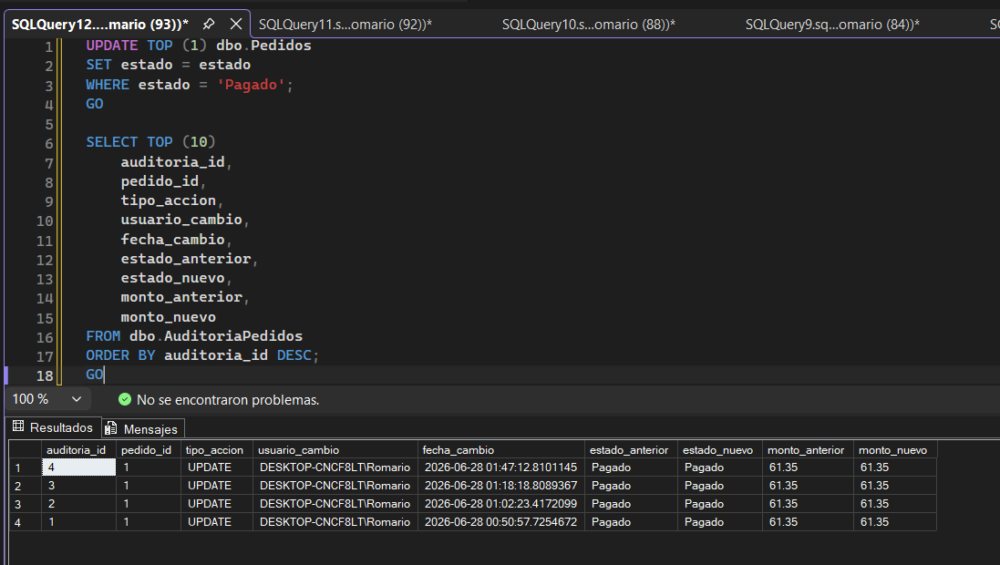 SQLQuery12....mario (93))* SQLQuery11.s...omario (92))* SQLQuery10.s...omario (88))* SQLQuery9.sq...omario (84))*
1 UPDATE TOP (1) dbo.Pedidos
2 SET estado = estado
3 WHERE estado = 'Pagado';
4 GO
5
6 SELECT TOP (10)
7 auditoria_id,
8 pedido_id,
9 tipo_accion,
10 usuario_cambio,
11 fecha_cambio,
12 estado_anterior,
13 estado_nuevo,
14 monto_anterior,
15 monto_nuevo
16 FROM dbo.AuditoriaPedidos
17 ORDER BY auditoria_id DESC;
18 GO
100 % No se encontraron problemas.
Resultados Mensajes
auditoria_id pedido_id tipo_accion usuario_cambio fecha_cambio estado_anterior estado_nuevo monto_anterior monto_nuevo
1 4 1 UPDATE DESKTOP-CNCF8LT\Romario 2026-06-28 01:47:12.8101145 Pagado Pagado 61.35 61.35
2 3 1 UPDATE DESKTOP-CNCF8LT\Romario 2026-06-28 01:18:18.8089367 Pagado Pagado 61.35 61.35
3 2 1 UPDATE DESKTOP-CNCF8LT\Romario 2026-06-28 01:02:23.4172099 Pagado Pagado 61.35 61.35
4 1 1 UPDATE DESKTOP-CNCF8LT\Romario 2026-06-28 00:50:57.7254672 Pagado Pagado 61.35 61.35